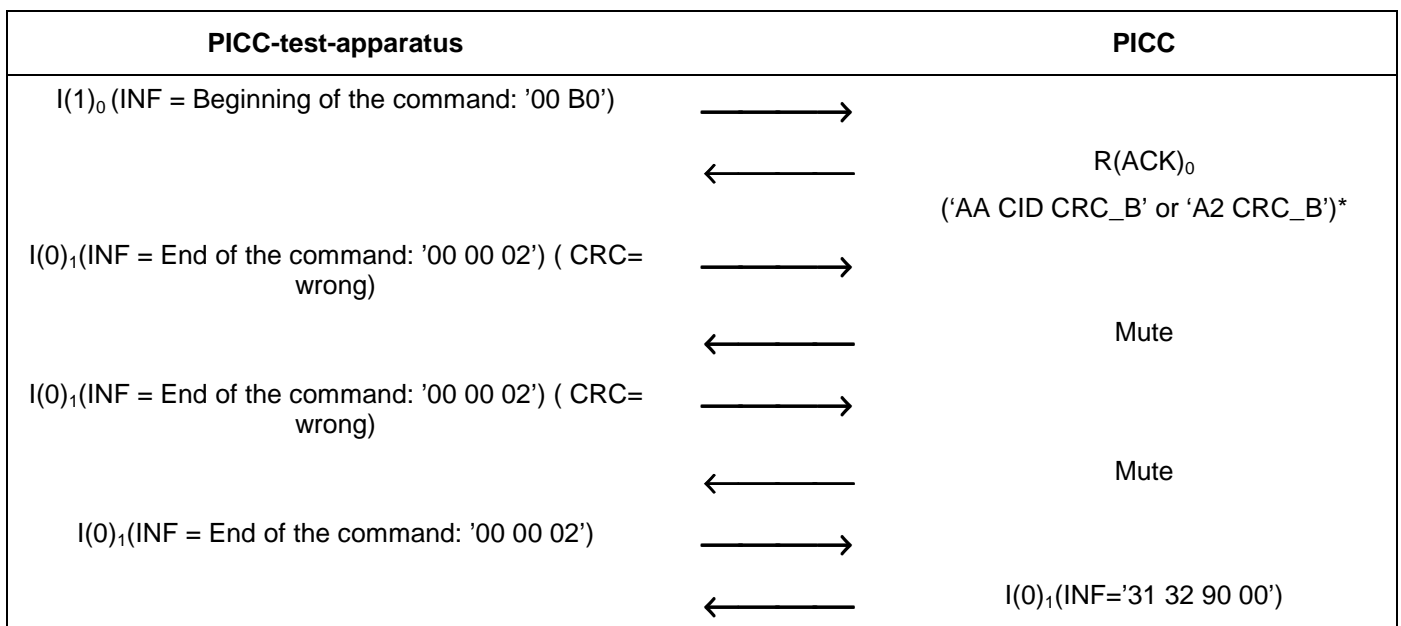 PICC-test-apparatus PICC
I(1)₀ (INF = Beginning of the command: ’00 B0’)
R(ACK)₀
(‘AA CID CRC_B’ or ‘A2 CRC_B’)*
I(0)₁(INF = End of the command: ’00 00 02’) ( CRC=
wrong)
Mute
I(0)₁(INF = End of the command: ’00 00 02’) ( CRC=
wrong)
Mute
I(0)₁(INF = End of the command: ’00 00 02’)
I(0)₁(INF=’31 32 90 00’)